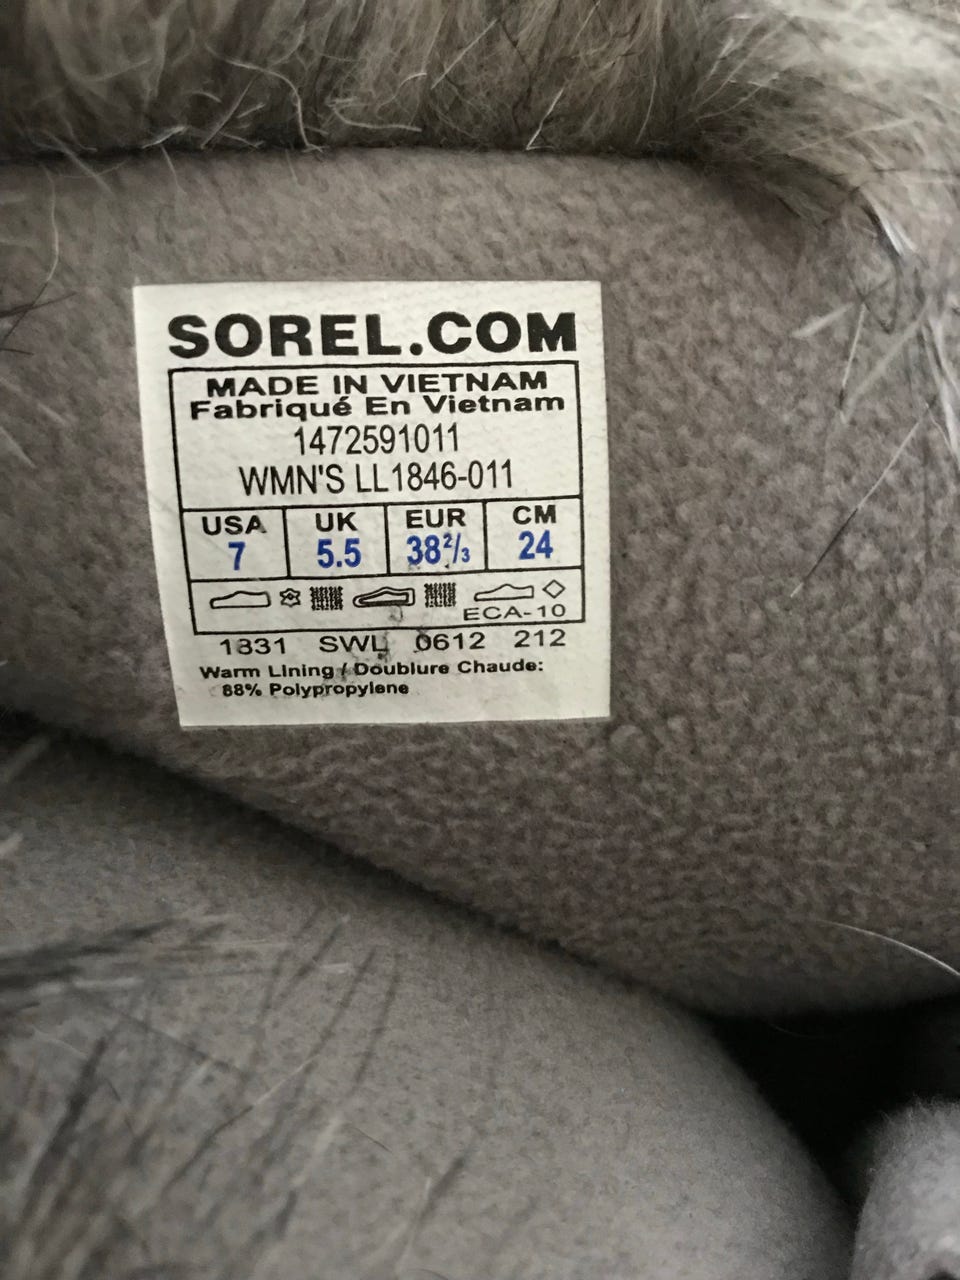 SOREL.COM
MADE IN VIETNAM
Fabriqué En Vietnam
1472591011
WMN'S LL1846-011
USA UK EUR CM
7 5.5 38²/₃ 24
ECA-10
1331 SWL 0612 212
Warm Lining / Doublure Chaude:
88% Polypropylene